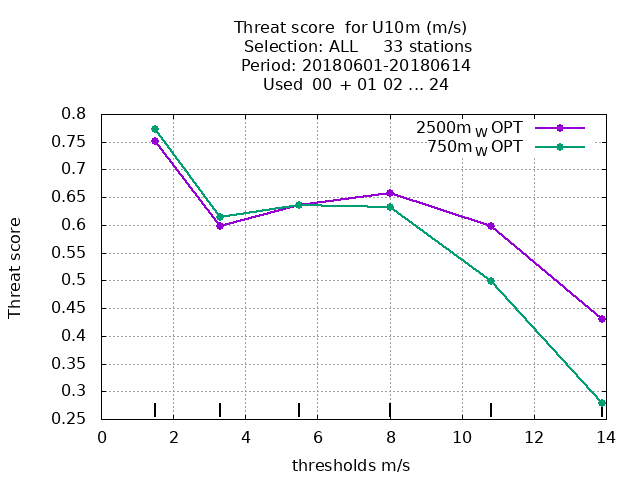 Threat score  for U10m (m/s)
Selection: ALL     33 stations
Period: 20180601-20180614
Used  00 + 01 02 ... 24
2500m_W OPT
750m_W OPT
0.8
0.75
0.7
0.65
0.6
0.55
0.5
0.45
0.4
0.35
0.3
0.25
Threat score
0 2 4 6 8 10 12 14
thresholds m/s